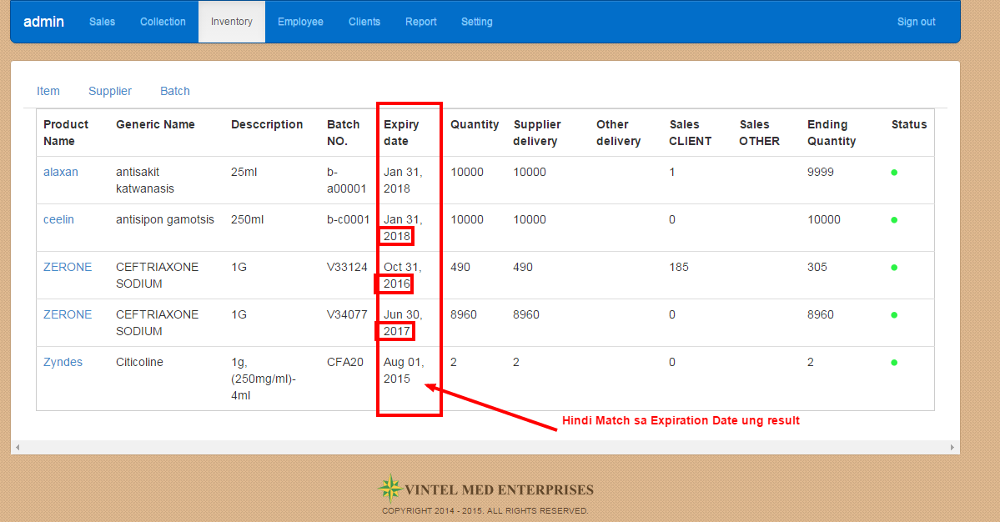 admin Sales Collection Inventory Employee Clients Report Setting Sign out
Item Supplier Batch
Product Name Generic Name Desccription Batch NO. Expiry date Quantity Supplier delivery Other delivery Sales CLIENT Sales OTHER Ending Quantity Status
alaxan antisakit katwanasis 25ml b-a00001 Jan 31, 2018 10000 10000 1 9999
ceelin antisipon gamotsis 250ml b-c0001 Jan 31, 2018 10000 10000 0 10000
ZERONE CEFTRIAXONE SODIUM 1G V33124 Oct 31, 2016 490 490 185 305
ZERONE CEFTRIAXONE SODIUM 1G V34077 Jun 30, 2017 8960 8960 0 8960
Zyndes Citicoline 1g, (250mg/ml)-4ml CFA20 Aug 01, 2015 2 2 0 2
Hindi Match sa Expiration Date ung result
VINTEL MED ENTERPRISES
COPYRIGHT 2014 - 2015. ALL RIGHTS RESERVED.